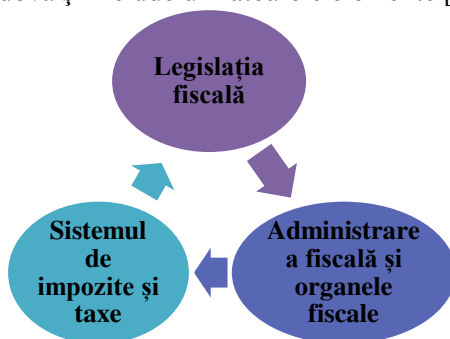 Legislația
fiscală
Sistemul
de
impozite și
taxe
Administrare
a fiscală și
organele
fiscale